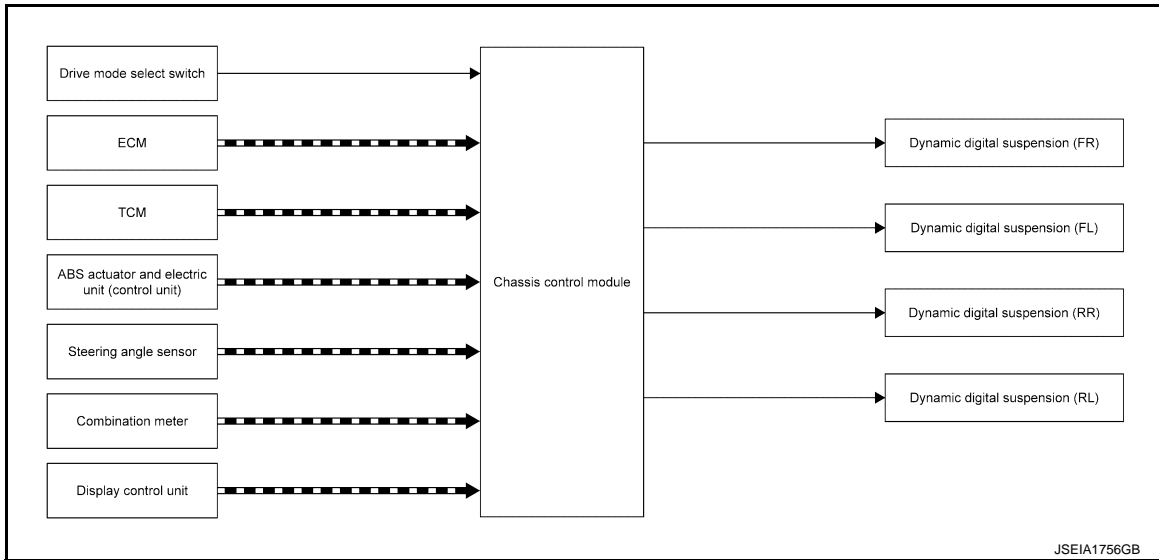 Drive mode select switch
ECM
TCM
ABS actuator and electric
unit (control unit)
Steering angle sensor
Combination meter
Display control unit
Chassis control module
Dynamic digital suspension (FR)
Dynamic digital suspension (FL)
Dynamic digital suspension (RR)
Dynamic digital suspension (RL)
JSEIA1756GB